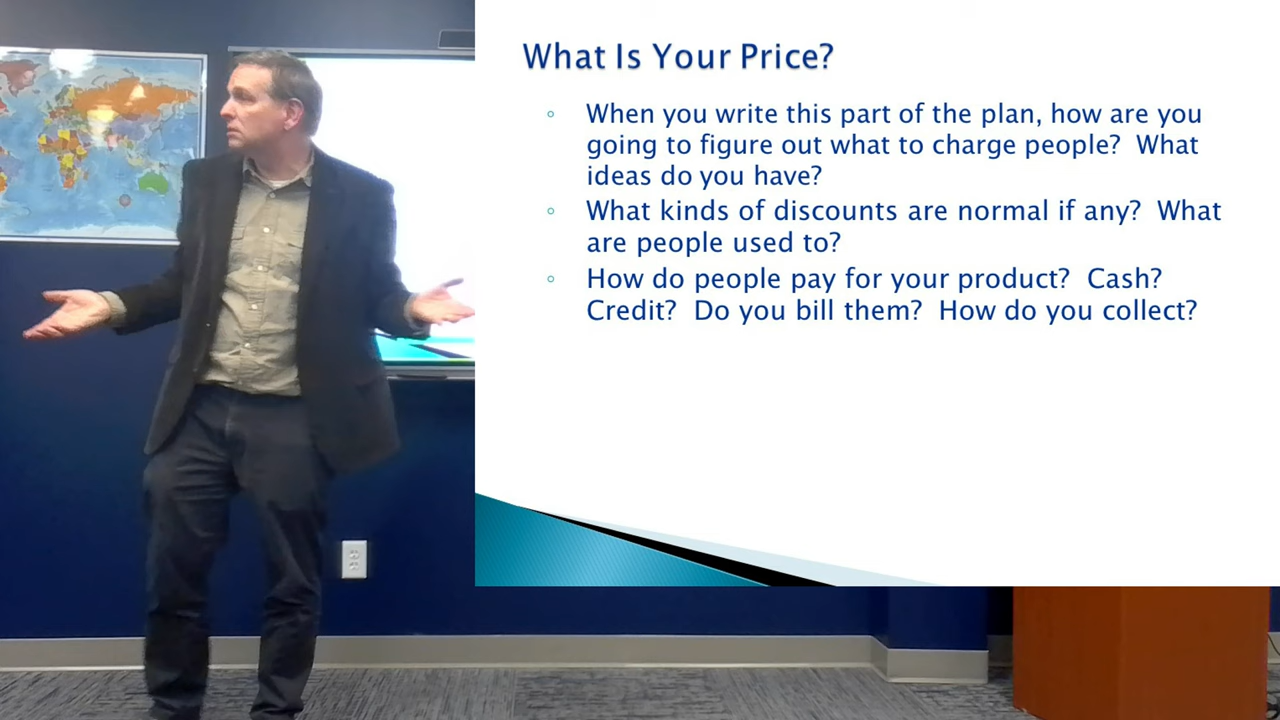 What Is Your Price?
When you write this part of the plan, how are you
going to figure out what to charge people?  What
ideas do you have?
What kinds of discounts are normal if any?  What
are people used to?
How do people pay for your product?  Cash?
Credit?  Do you bill them?  How do you collect?